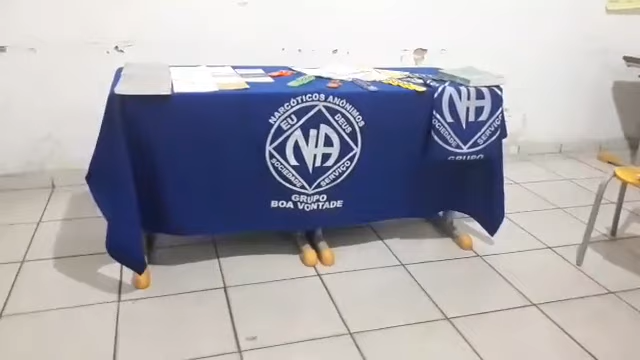 NARCÓTICOS ANÔNIMOS
EU
DEUS
NA
SOCIEDADE
SERVIÇO
GRUPO
BOA VONTADE
NA
SOCIEDADE
SERVIÇO
GRUPO